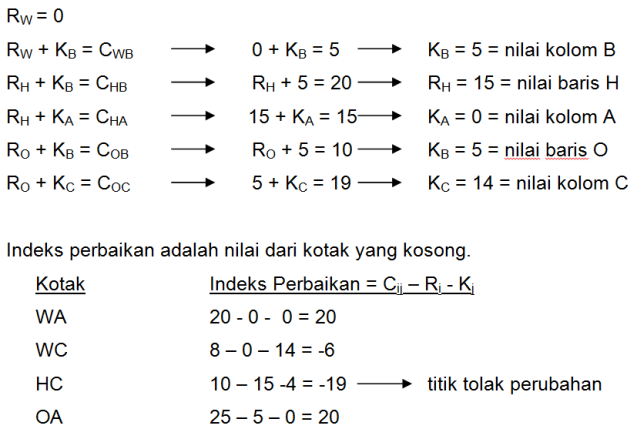 RW = 0
RW + KB = CWB → 0 + KB = 5 → KB = 5 = nilai kolom B
RH + KB = CHB → RH + 5 = 20 → RH = 15 = nilai baris H
RH + KA = CHA → 15 + KA = 15 → KA = 0 = nilai kolom A
RO + KB = COB → RO + 5 = 10 → KB = 5 = nilai baris O
RO + KC = COC → 5 + KC = 19 → KC = 14 = nilai kolom C
Indeks perbaikan adalah nilai dari kotak yang kosong.
Kotak Indeks Perbaikan = Cij – Ri - Kj
WA 20 - 0 - 0 = 20
WC 8 – 0 – 14 = -6
HC 10 – 15 -4 = -19 → titik tolak perubahan
OA 25 – 5 – 0 = 20